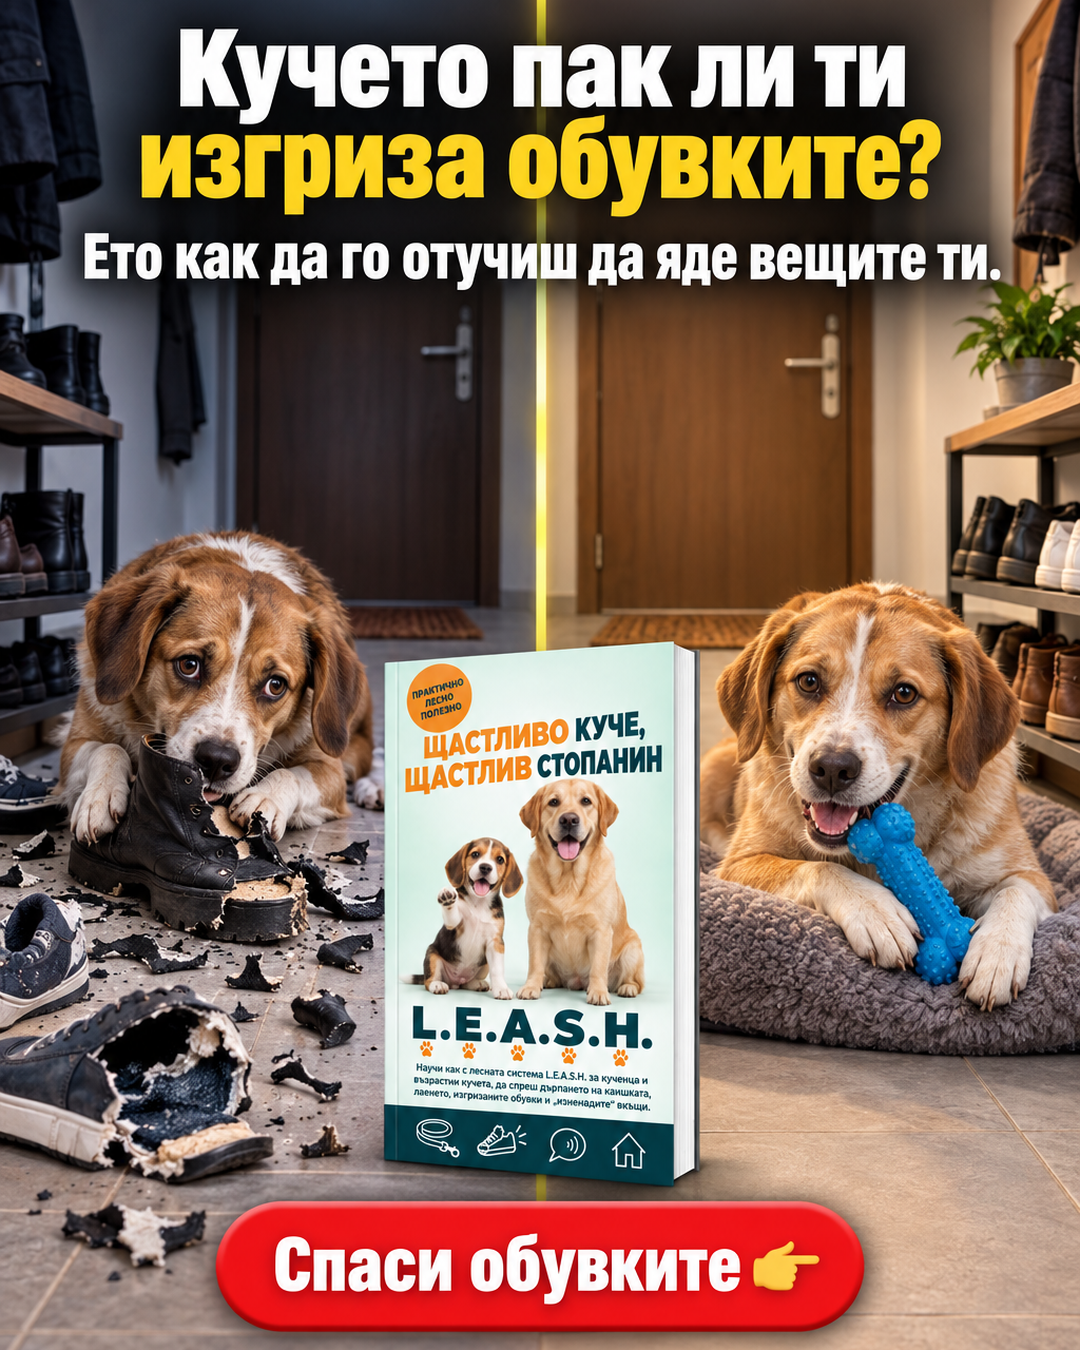 Кучето пак ли ти
изгриза обувките?
Ето как да го отучиш да яде вещите ти.
ПРАКТИЧНО
ЛЕСНО
ПОЛЕЗНО
ЩАСТЛИВО КУЧЕ,
ЩАСТЛИВ СТОПАНИН
L.E.A.S.H.
Научи как с лесната система L.E.A.S.H. за кученца и
възрастни кучета, да спреш дърпането на каишката,
лаенето, изгризаните обувки и „изненадите“ вкъщи.
Спаси обувките